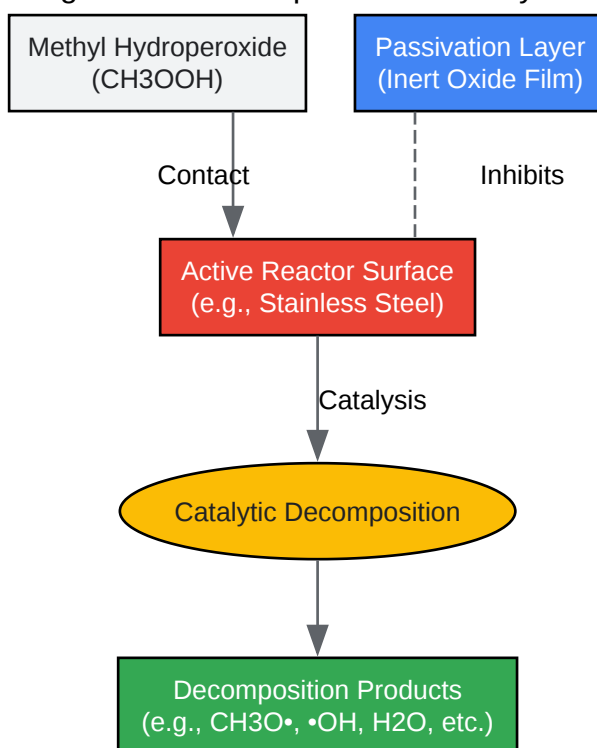 Methyl Hydroperoxide
(CH3OOH)
Passivation Layer
(Inert Oxide Film)
Contact
Inhibits
Active Reactor Surface
(e.g., Stainless Steel)
Catalysis
Catalytic Decomposition
Decomposition Products
(e.g., CH3O•, •OH, H2O, etc.)